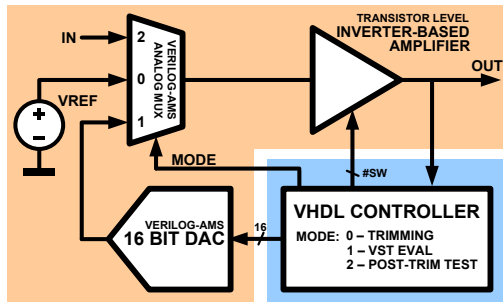 TRANSISTOR LEVEL
INVERTER-BASED
AMPLIFIER
IN
2
VERILOG-AMS
ANALOG MUX
OUT
0
VREF
1
MODE
#SW
VERILOG-AMS
16 BIT DAC
16
VHDL CONTROLLER
MODE: 0 – TRIMMING
1 – VST EVAL
2 – POST-TRIM TEST